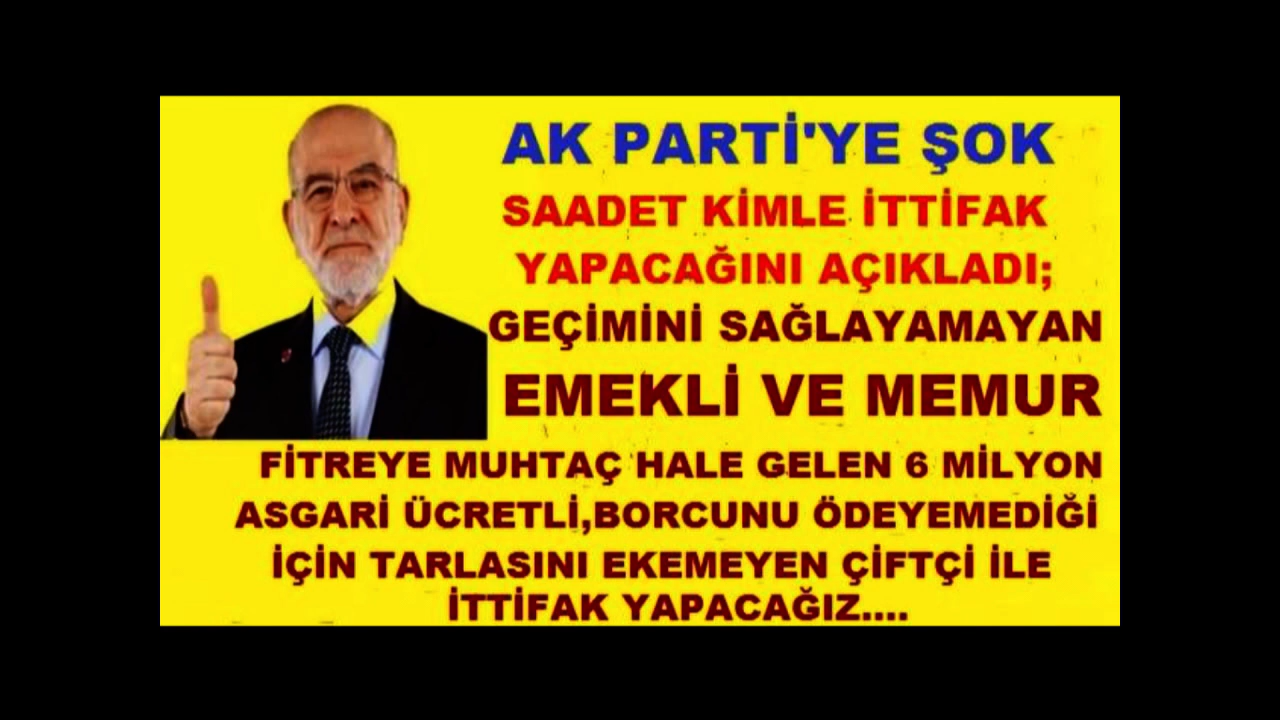 AK PARTİ'YE ŞOK
SAADET KİMLE İTTİFAK
YAPACAĞINI AÇIKLADI;
GEÇİMİNİ SAĞLAYAMAYAN
EMEKLİ VE MEMUR
FİTREYE MUHTAÇ HALE GELEN 6 MİLYON
ASGARİ ÜCRETLİ,BORCUNU ÖDEYEMEDİĞİ
İÇİN TARLASINI EKEMEYEN ÇİFTÇİ İLE
İTTİFAK YAPACAĞIZ....